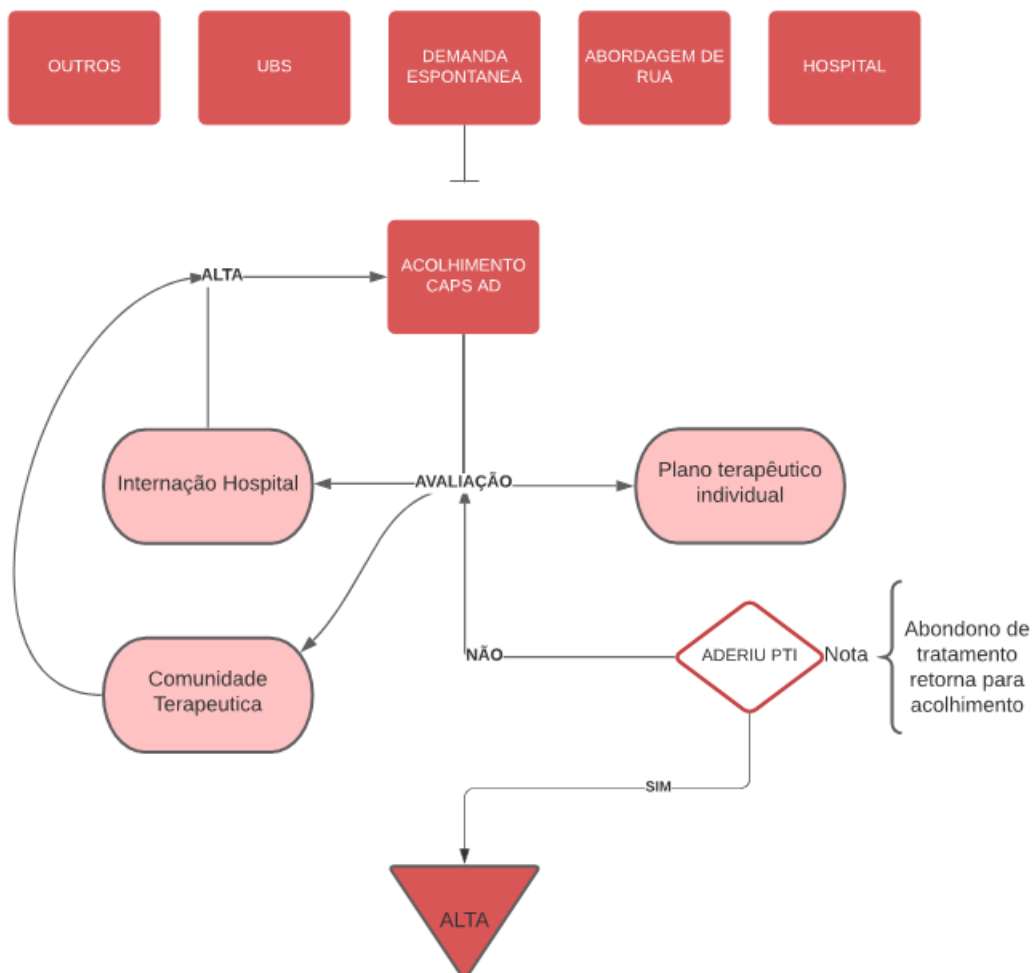 OUTROS
UBS
DEMANDA
ESPONTANEA
ABORDAGEM DE
RUA
HOSPITAL
ACOLHIMENTO
CAPS AD
ALTA
Internação Hospital
AVALIAÇÃO
Plano terapêutico
individual
Comunidade
Terapeutica
NÃO
ADERIU PTI
Nota
Abondono de
tratamento
retorna para
acolhimento
SIM
ALTA